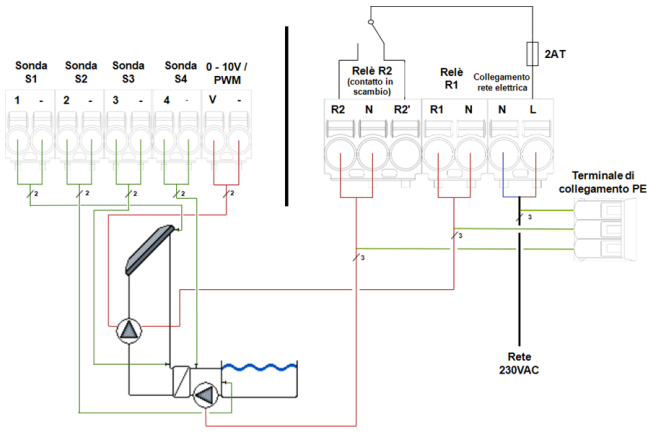 Sonda S1
Sonda S2
Sonda S3
Sonda S4
0 - 10V / PWM
1 - 2 - 3 - 4 - V -
2 2 2 2 2
2AT
Relè R2
(contatto in
scambio)
Relè
R1
Collegamento
rete elettrica
R2 N R2' R1 N N L
Terminale di
collegamento PE
3
3
3
Rete
230VAC